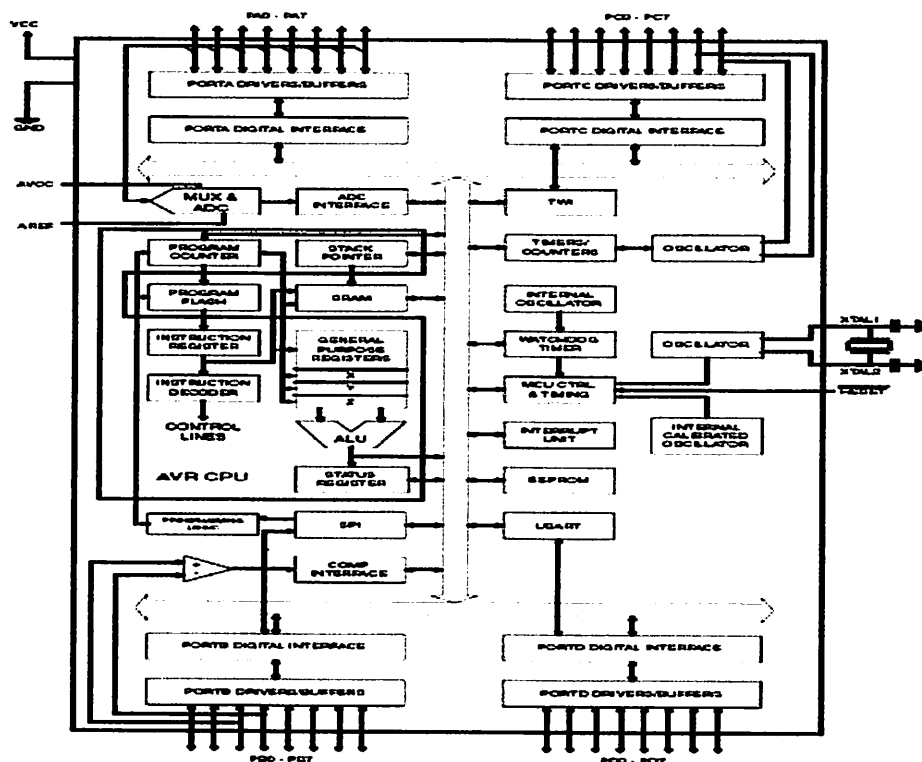 VCC
GND
AVCC
AREF
PA0 - PA7
PORTA DRIVERS/BUFFERS
PORTA DIGITAL INTERFACE
PC0 - PC7
PORTC DRIVERS/BUFFERS
PORTC DIGITAL INTERFACE
MUX &
ADC
ADC
INTERFACE
TWI
PROGRAM
COUNTER
STACK
POINTER
TIMERS/
COUNTERS
OSCILLATOR
PROGRAM
FLASH
SRAM
INTERNAL
OSCILLATOR
INSTRUCTION
REGISTER
GENERAL
PURPOSE
REGISTERS
X
Y
Z
WATCHDOG
TIMER
OSCILLATOR
XTAL1
XTAL2
RESET
INSTRUCTION
DECODER
MCU CTRL
& TIMING
CONTROL
LINES
ALU
INTERRUPT
UNIT
INTERNAL
CALIBRATED
OSCILLATOR
AVR CPU
STATUS
REGISTER
EEPROM
PROGRAMMING
LOGIC
SPI
USART
+
-
COMP.
INTERFACE
PORTB DIGITAL INTERFACE
PORTB DRIVERS/BUFFERS
PB0 - PB7
PORTD DIGITAL INTERFACE
PORTD DRIVERS/BUFFERS
PD0 - PD7